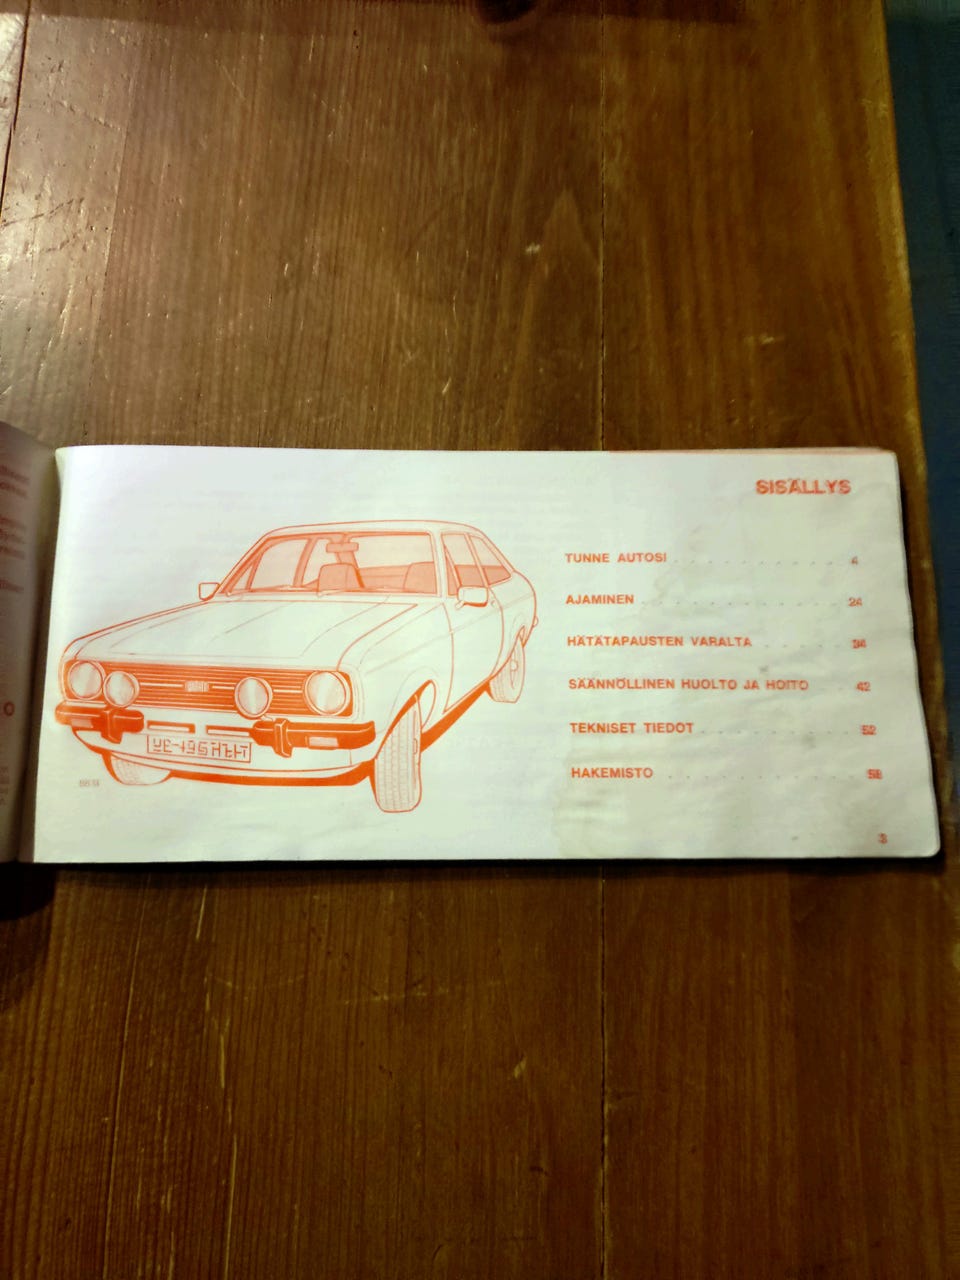 SISÄLLYS
TUNNE AUTOSI . . . . . . . . . . . . . . . 4
AJAMINEN . . . . . . . . . . . . . . . . . . 24
HÄTÄTAPAUSTEN VARALTA . . . . . . . 34
SÄÄNNÖLLINEN HUOLTO JA HOITO . . . 42
TEKNISET TIEDOT . . . . . . . . . . . . . . 52
HAKEMISTO . . . . . . . . . . . . . . . . . 58
3